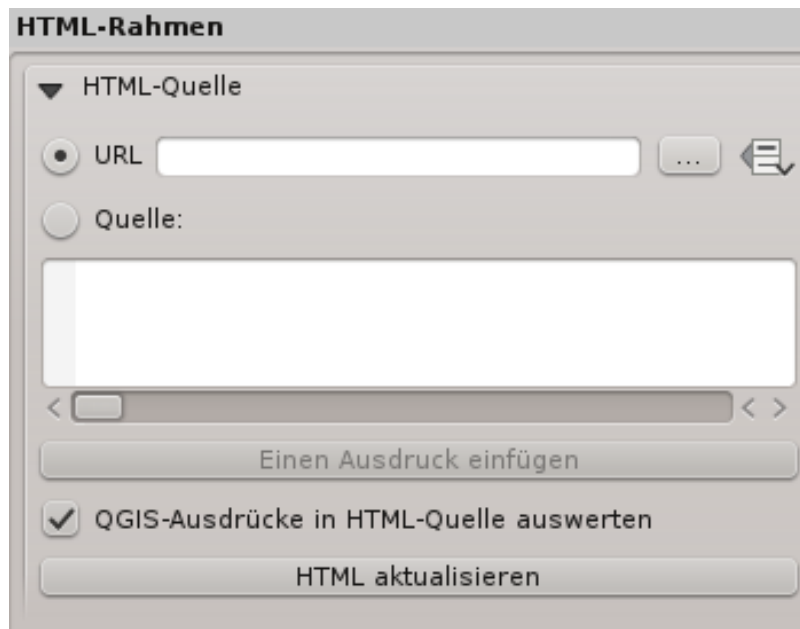 HTML-Rahmen
HTML-Quelle
URL ...
Quelle:
Einen Ausdruck einfügen
QGIS-Ausdrücke in HTML-Quelle auswerten
HTML aktualisieren